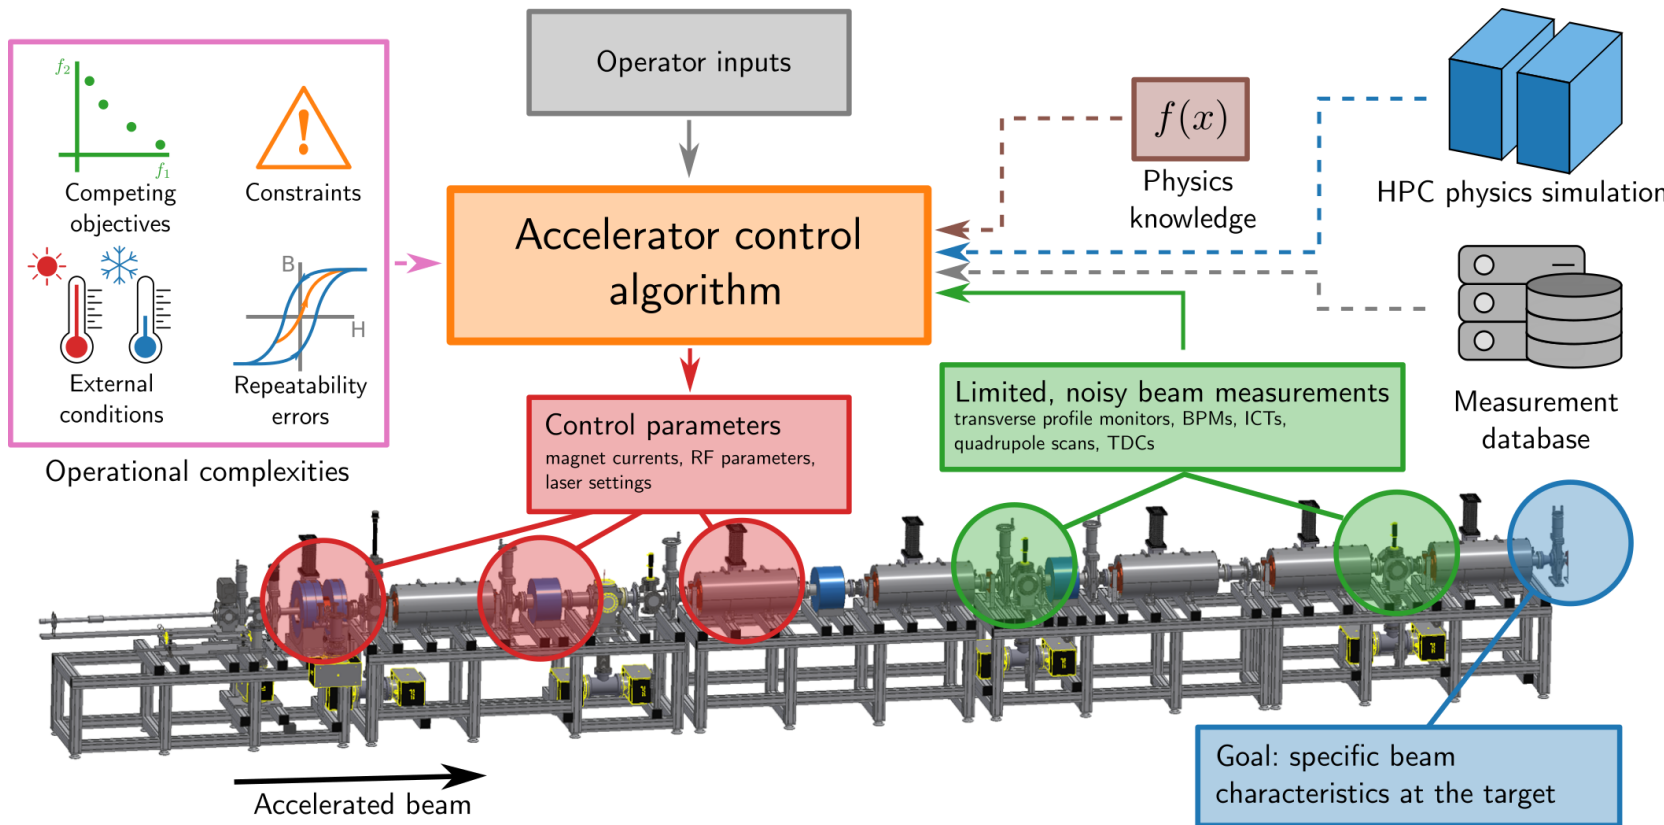 Operator inputs
f₂
f₁
Competing
objectives
Constraints
External
conditions
B
H
Repeatability
errors
Operational complexities
Accelerator control
algorithm
f(x)
Physics
knowledge
HPC physics simulation
Measurement
database
Control parameters
magnet currents, RF parameters,
laser settings
Limited, noisy beam measurements
transverse profile monitors, BPMs, ICTs,
quadrupole scans, TDCs
Goal: specific beam
characteristics at the target
Accelerated beam